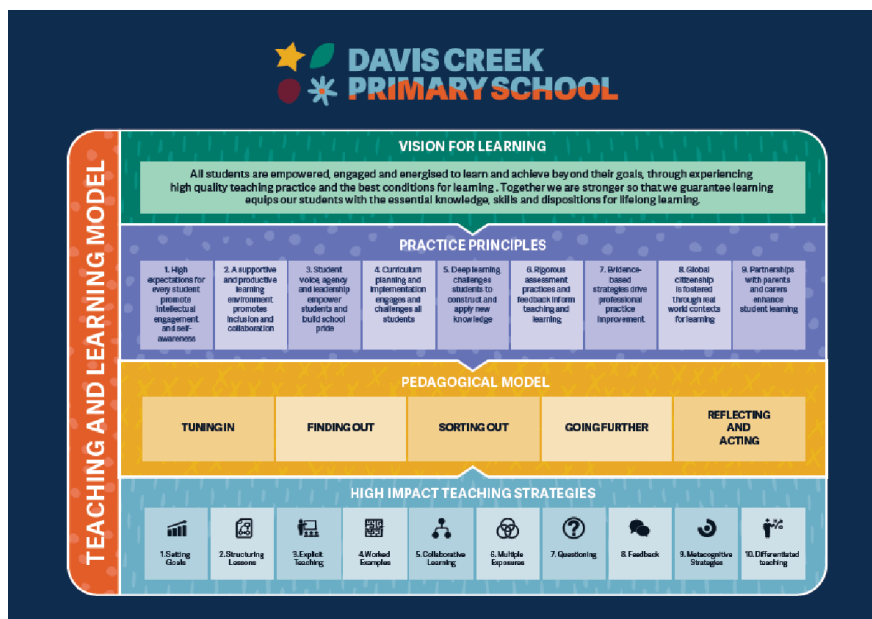 DAVIS CREEK
PRIMARY SCHOOL
TEACHING AND LEARNING MODEL
VISION FOR LEARNING
All students are empowered, engaged and energised to learn and achieve beyond their goals, through experiencing
high quality teaching practice and the best conditions for learning . Together we are stronger so that we guarantee learning
equips our students with the essential knowledge, skills and dispositions for lifelong learning.
PRACTICE PRINCIPLES
1. High
expectations for
every student
promote
intellectual
engagement
and self-
awareness
2. A supportive
and productive
learning
environment
promotes
inclusion and
collaboration
3. Student
voice, agency
and leadership
empower
students and
build school
pride
4. Curriculum
planning and
implementation
engages and
challenges all
students
5. Deep learning
challenges
students to
construct and
apply new
knowledge
6. Rigorous
assessment
practices and
feedback inform
teaching and
learning
7. Evidence-
based
strategies drive
professional
practice
improvement.
8. Global
citizenship
is fostered
through real
world contexts
for learning
9. Partnerships
with parents
and carers
enhance
student learning
PEDAGOGICAL MODEL
TUNING IN
FINDING OUT
SORTING OUT
GOING FURTHER
REFLECTING
AND
ACTING
HIGH IMPACT TEACHING STRATEGIES
1. Setting
Goals
2. Structuring
Lessons
3. Explicit
Teaching
4. Worked
Examples
5. Collaborative
Learning
6. Multiple
Exposures
7. Questioning
8. Feedback
9. Metacognitive
Strategies
10. Differentiated
teaching